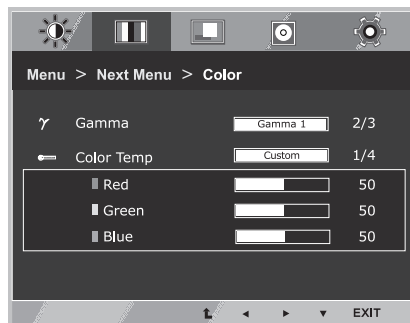 Menu > Next Menu > Color
γ Gamma Gamma 1 2/3
Color Temp Custom 1/4
Red 50
Green 50
Blue 50
EXIT